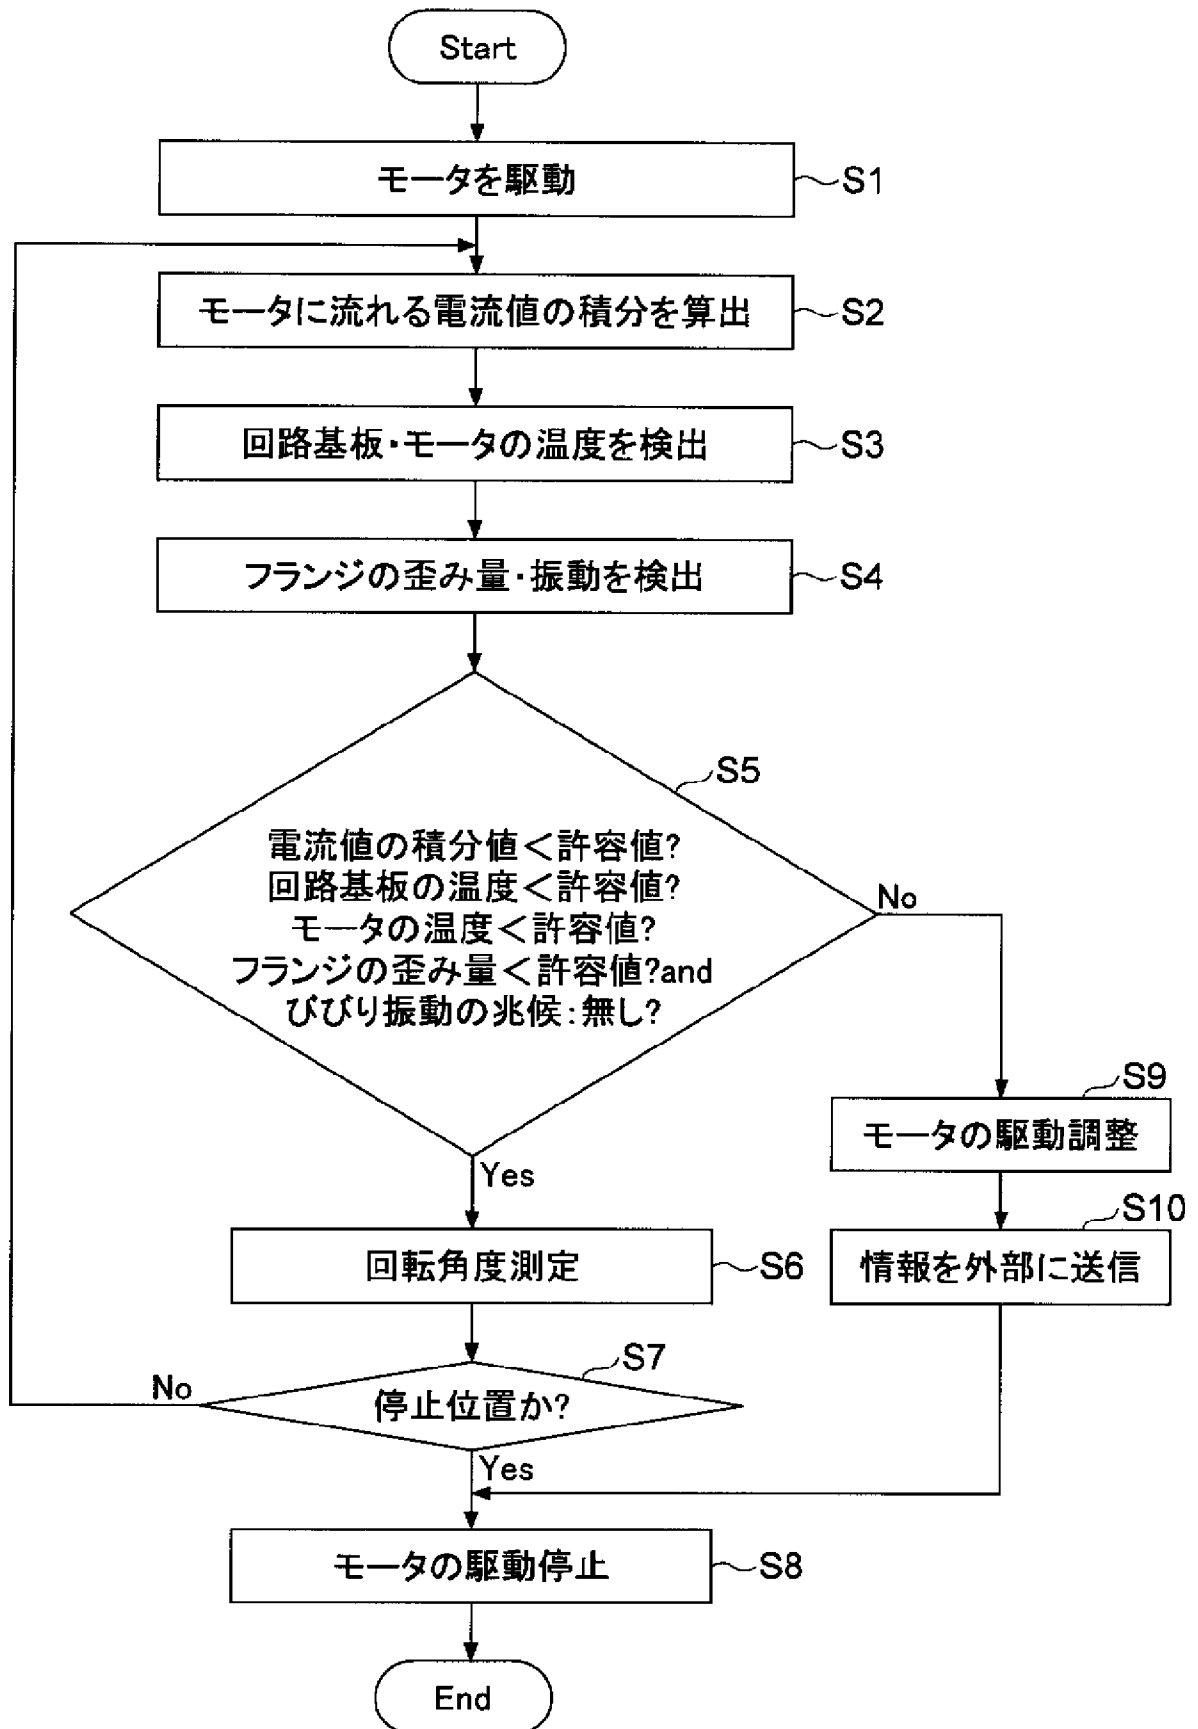 Start
モータを駆動
S1
モータに流れる電流値の積分を算出
S2
回路基板・モータの温度を検出
S3
フランジの歪み量・振動を検出
S4
S5
電流値の積分値<許容値?
回路基板の温度<許容値?
モータの温度<許容値?
フランジの歪み量<許容値?and
びびり振動の兆候:無し?
No
Yes
S9
モータの駆動調整
S10
情報を外部に送信
回転角度測定
S6
S7
停止位置か?
No
Yes
モータの駆動停止
S8
End